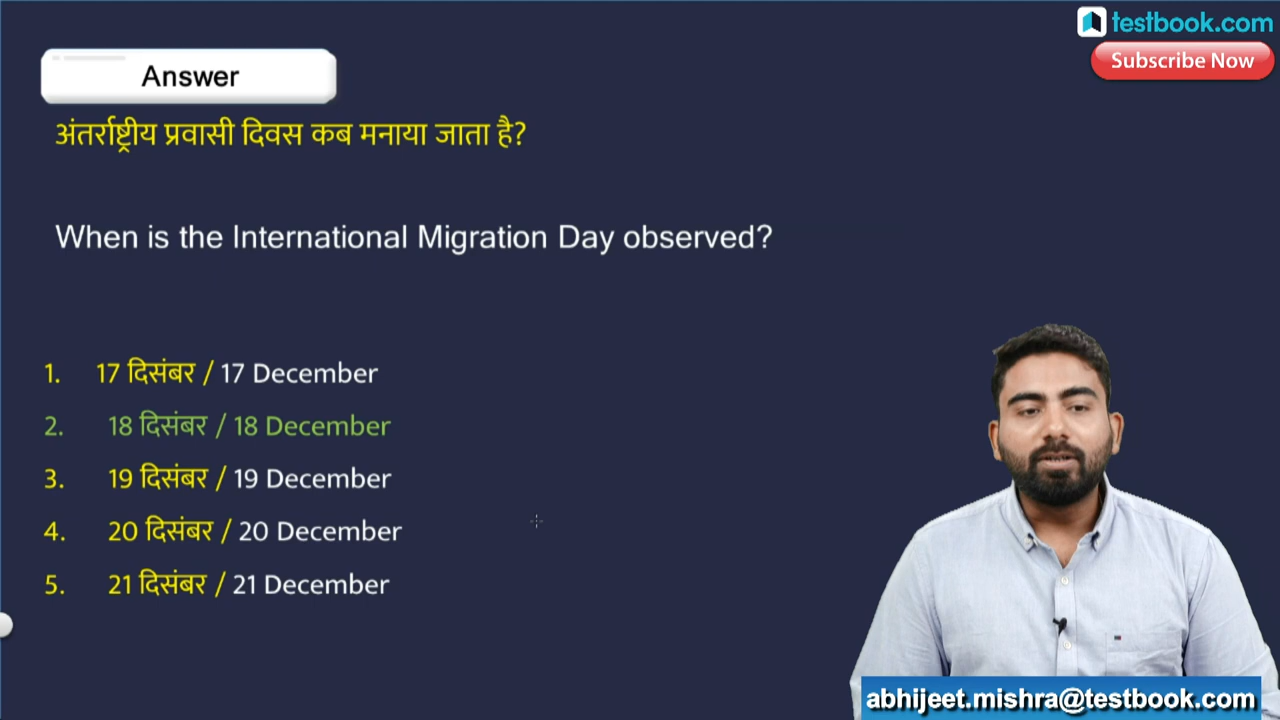 testbook.com
Subscribe Now
Answer
अंतर्राष्ट्रीय प्रवासी दिवस कब मनाया जाता है?
When is the International Migration Day observed?
1. 17 दिसंबर / 17 December
2. 18 दिसंबर / 18 December
3. 19 दिसंबर / 19 December
4. 20 दिसंबर / 20 December
5. 21 दिसंबर / 21 December
abhijeet.mishra@testbook.com